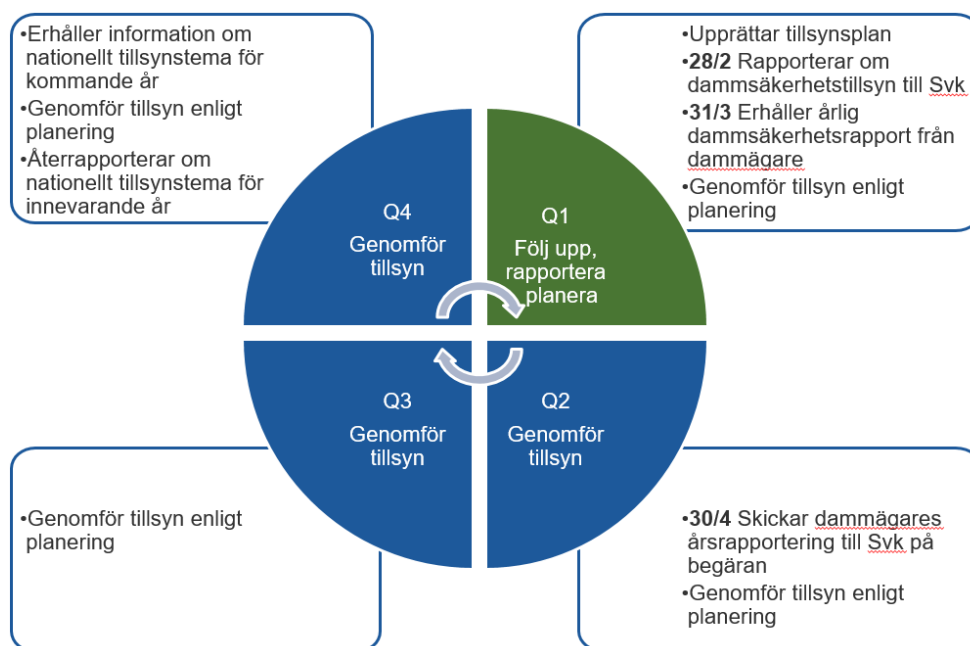 •Erhåller information om
nationellt tillsynstema för
kommande år
•Genomför tillsyn enligt
planering
•Återrapporterar om
nationellt tillsynstema för
innevarande år
•Upprättar tillsynsplan
•28/2 Rapporterar om
dammsäkerhetstillsyn till Svk
•31/3 Erhåller årlig
dammsäkerhetsrapport från
dammägare
•Genomför tillsyn enligt
planering
Q4
Genomför
tillsyn
Q1
Följ upp,
rapportera
planera
Q3
Genomför
tillsyn
Q2
Genomför
tillsyn
•Genomför tillsyn enligt
planering
•30/4 Skickar dammägares
årsrapportering till Svk på
begäran
•Genomför tillsyn enligt
planering